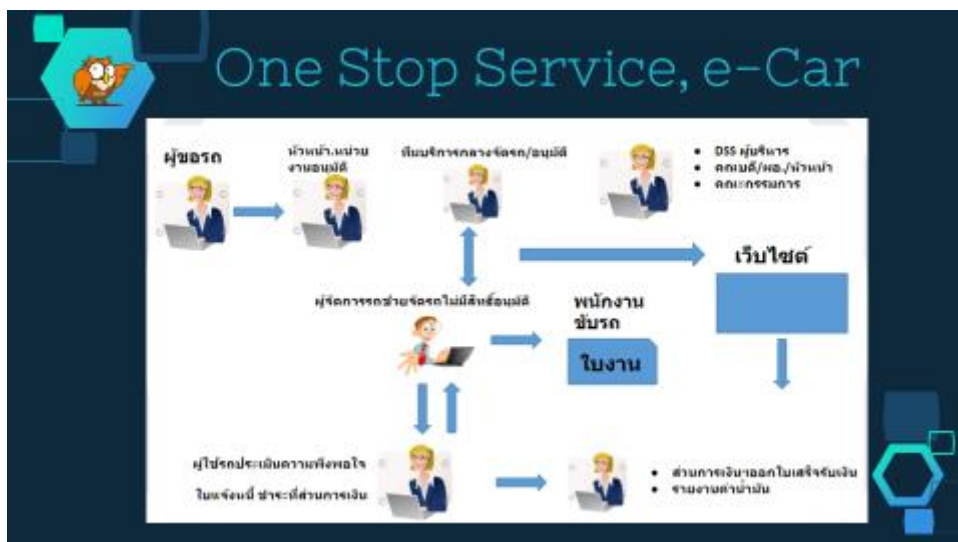 One Stop Service, e-Car
ผู้ขอรถ
หัวหน้า.หน่วย
งานอนุมัติ
ทีมบริการกลางจัดรถ/อนุมัติ
DSS ผู้บริหาร
คณบดี/ผอ./หัวหน้า
คณะกรรมการ
เว็บไซต์
ผู้จัดการรถช่วยจัดรถไม่มีสิทธิ์อนุมัติ
พนักงาน
ขับรถ
ใบงาน
ผู้ใช้รถประเมินความพึงพอใจ
ใบแจ้งหนี้ ชำระที่ส่วนการเงิน
ส่วนการเงินฯออกใบเสร็จรับเงิน
รายงานค่าน้ำมัน